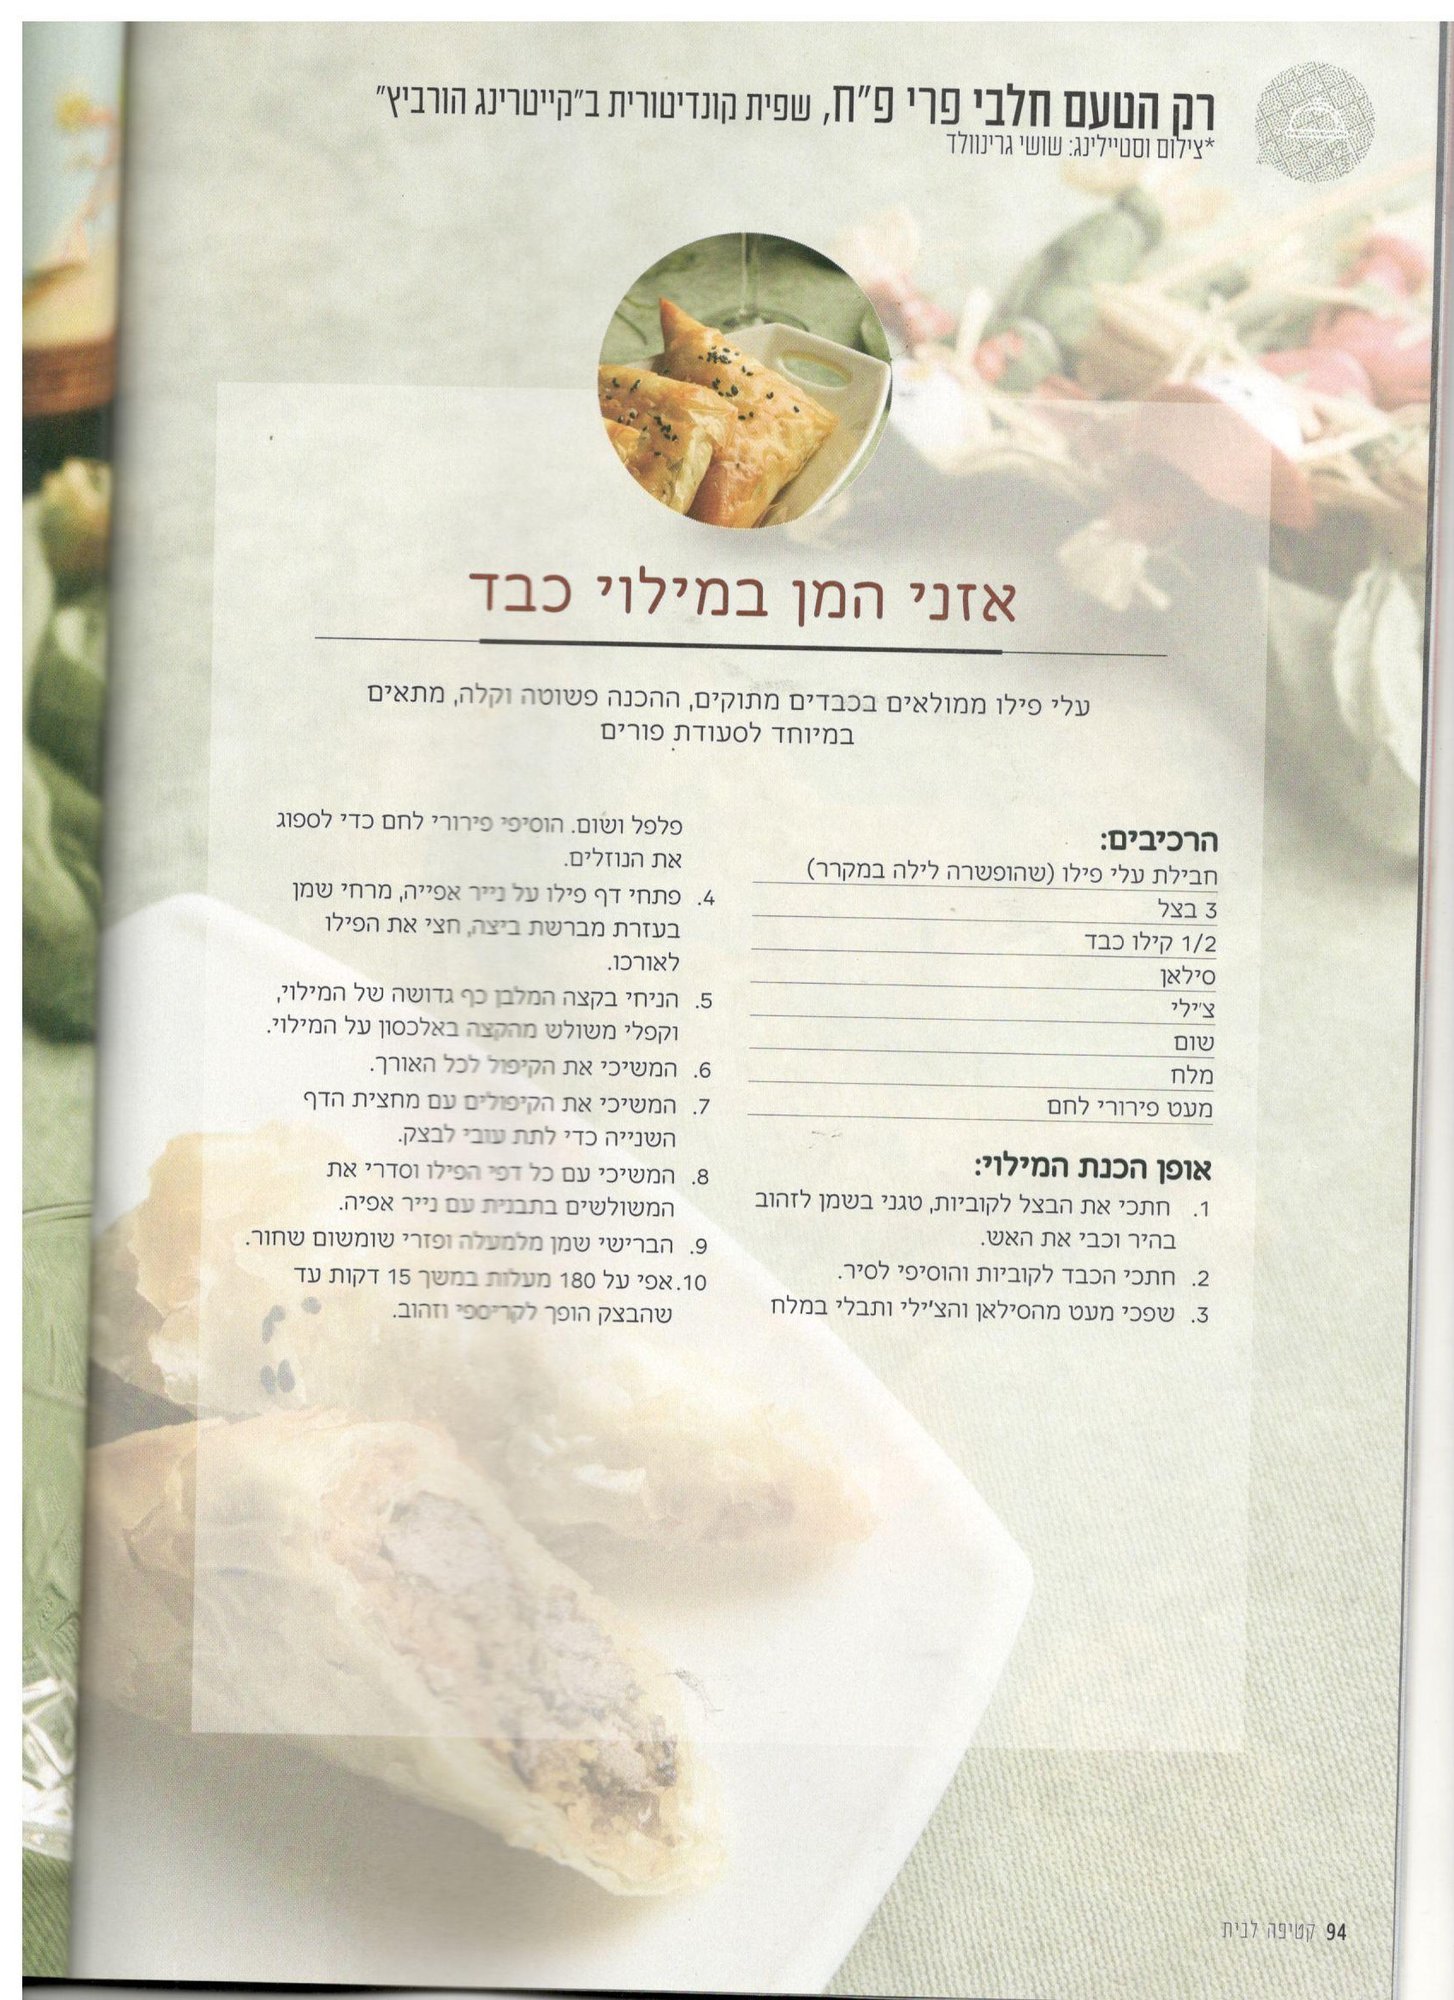 רק הטעם חלבי פרי פ"ח, שפית קונדיטורית ב"קייטרינג הורביץ"
*צילום וסטיילינג: שושי גרינוולד
אזני המן במילוי כבד
עלי פילו ממולאים בכבדים מתוקים, ההכנה פשוטה וקלה, מתאים
במיוחד לסעודת פורים
הרכיבים:
חבילת עלי פילו (שהופשרה לילה במקרר)
3 בצל
1/2 קילו כבד
סילאן
צ'ילי
שום
מלח
מעט פירורי לחם
אופן הכנת המילוי:
1. חתכי את הבצל לקוביות, טגני בשמן לזהוב
בהיר וכבי את האש.
2. חתכי הכבד לקוביות והוסיפי לסיר.
3. שפכי מעט מהסילאן והצ'ילי ותבלי במלח
פלפל ושום. הוסיפי פירורי לחם כדי לספוג
את הנוזלים.
4. פתחי דף פילו על נייר אפייה, מרחי שמן
בעזרת מברשת ביצה, חצי את הפילו
לאורכו.
5. הניחי בקצה המלבן כף גדושה של המילוי,
וקפלי משולש מהקצה באלכסון על המילוי.
6. המשיכי את הקיפול לכל האורך.
7. המשיכי את הקיפולים עם מחצית הדף
השנייה כדי לתת עובי לבצק.
8. המשיכי עם כל דפי הפילו וסדרי את
המשולשים בתבנית עם נייר אפיה.
9. הברישי שמן מלמעלה ופזרי שומשום שחור.
10. אפי על 180 מעלות במשך 15 דקות עד
שהבצק הופך לקריספי וזהוב.
94 קטיפה לבית